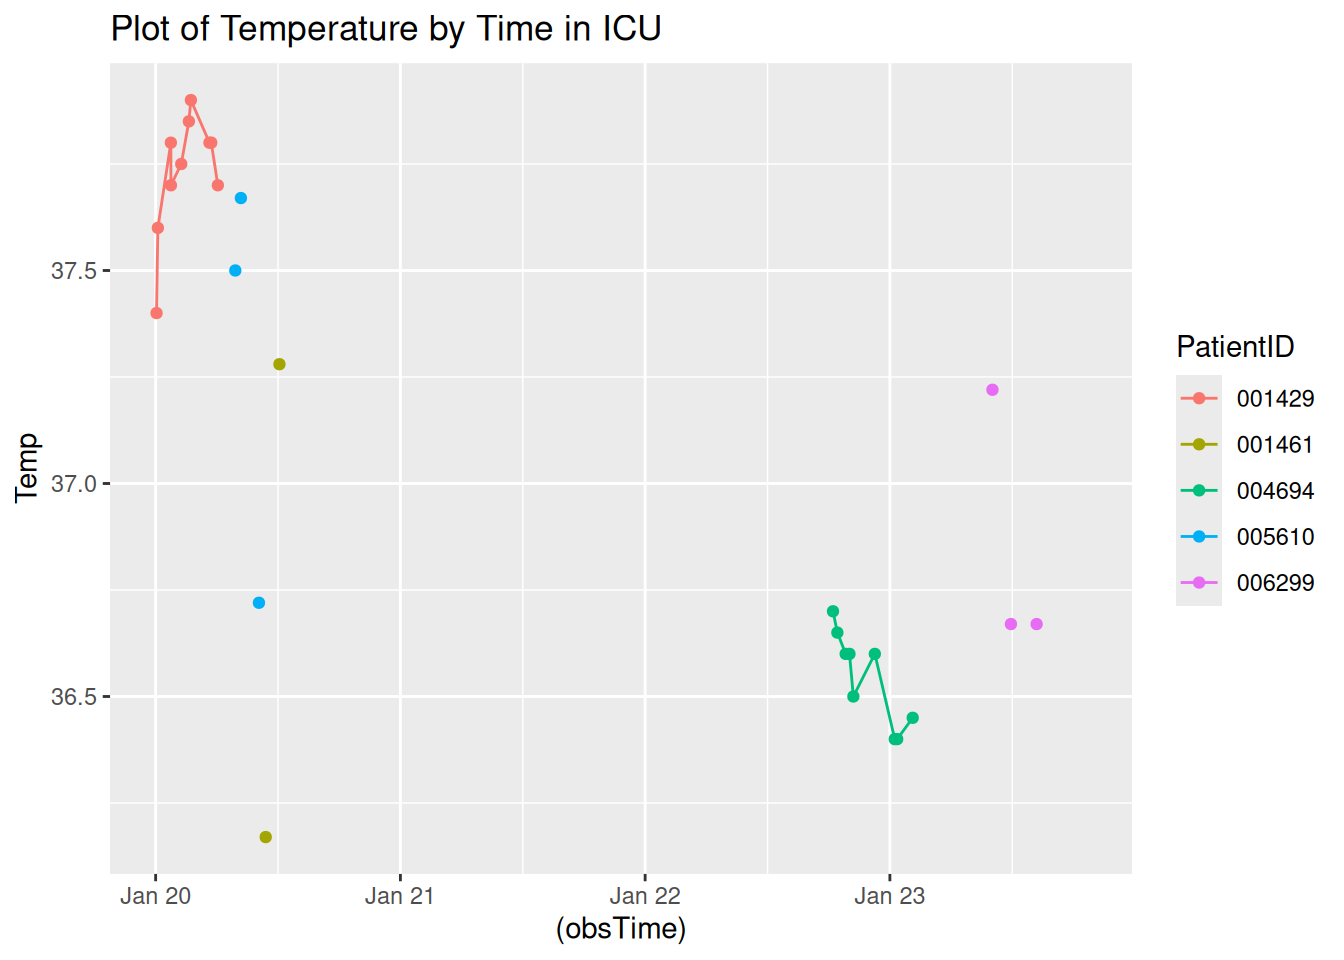 Plot of Temperature by Time in ICU
37.5
37.0
36.5
Temp
Jan 20
Jan 21
Jan 22
Jan 23
(obsTime)
PatientID
001429
001461
004694
005610
006299